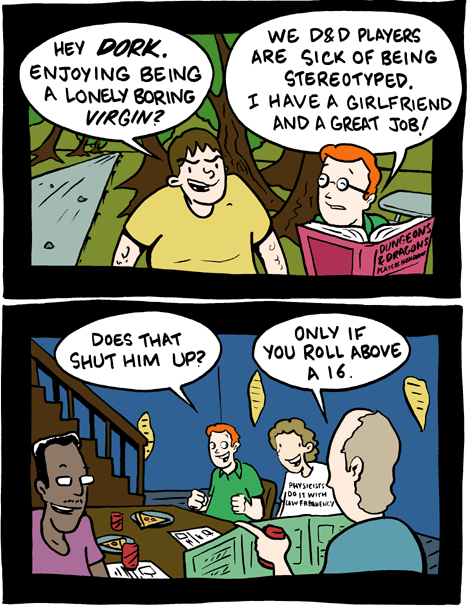 HEY DORK.
ENJOYING BEING
A LONELY BORING
VIRGIN?
WE D&D PLAYERS
ARE SICK OF BEING
STEREOTYPED.
I HAVE A GIRLFRIEND
AND A GREAT JOB!
DUNGEONS
& DRAGONS
PLAYERS HANDBOOK
DOES THAT
SHUT HIM UP?
ONLY IF
YOU ROLL ABOVE
A 16.
PHYSICISTS
DO IT WITH
LOW FREQUENCY